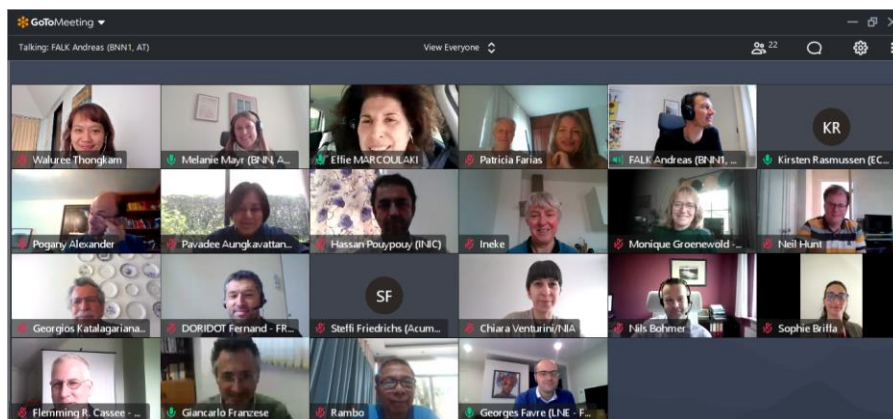 GoToMeeting
Talking: FALK Andreas (BNN1, AT)
View Everyone
22
Waluree Thongkam
Melanie Mayr (BNN, A...
Effie MARCOULAKI
Patricia Farias
FALK Andreas (BNN1, ...
KR
Kirsten Rasmussen (EC...
Pogany Alexander
Pavadee Aungkavattan...
Hassan Pouypouy (INIC)
Ineke
Monique Groenewold -...
Neil Hunt
Georgios Katalagariana...
DORIDOT Fernand - FR...
SF
Steffi Friedrichs (Acum...
Chiara Venturini/NIA
Nils Bohmer
Sophie Briffa
Flemming R. Cassee - ...
Giancarlo Franzese
Rambo
Georges Favre (LNE - F...